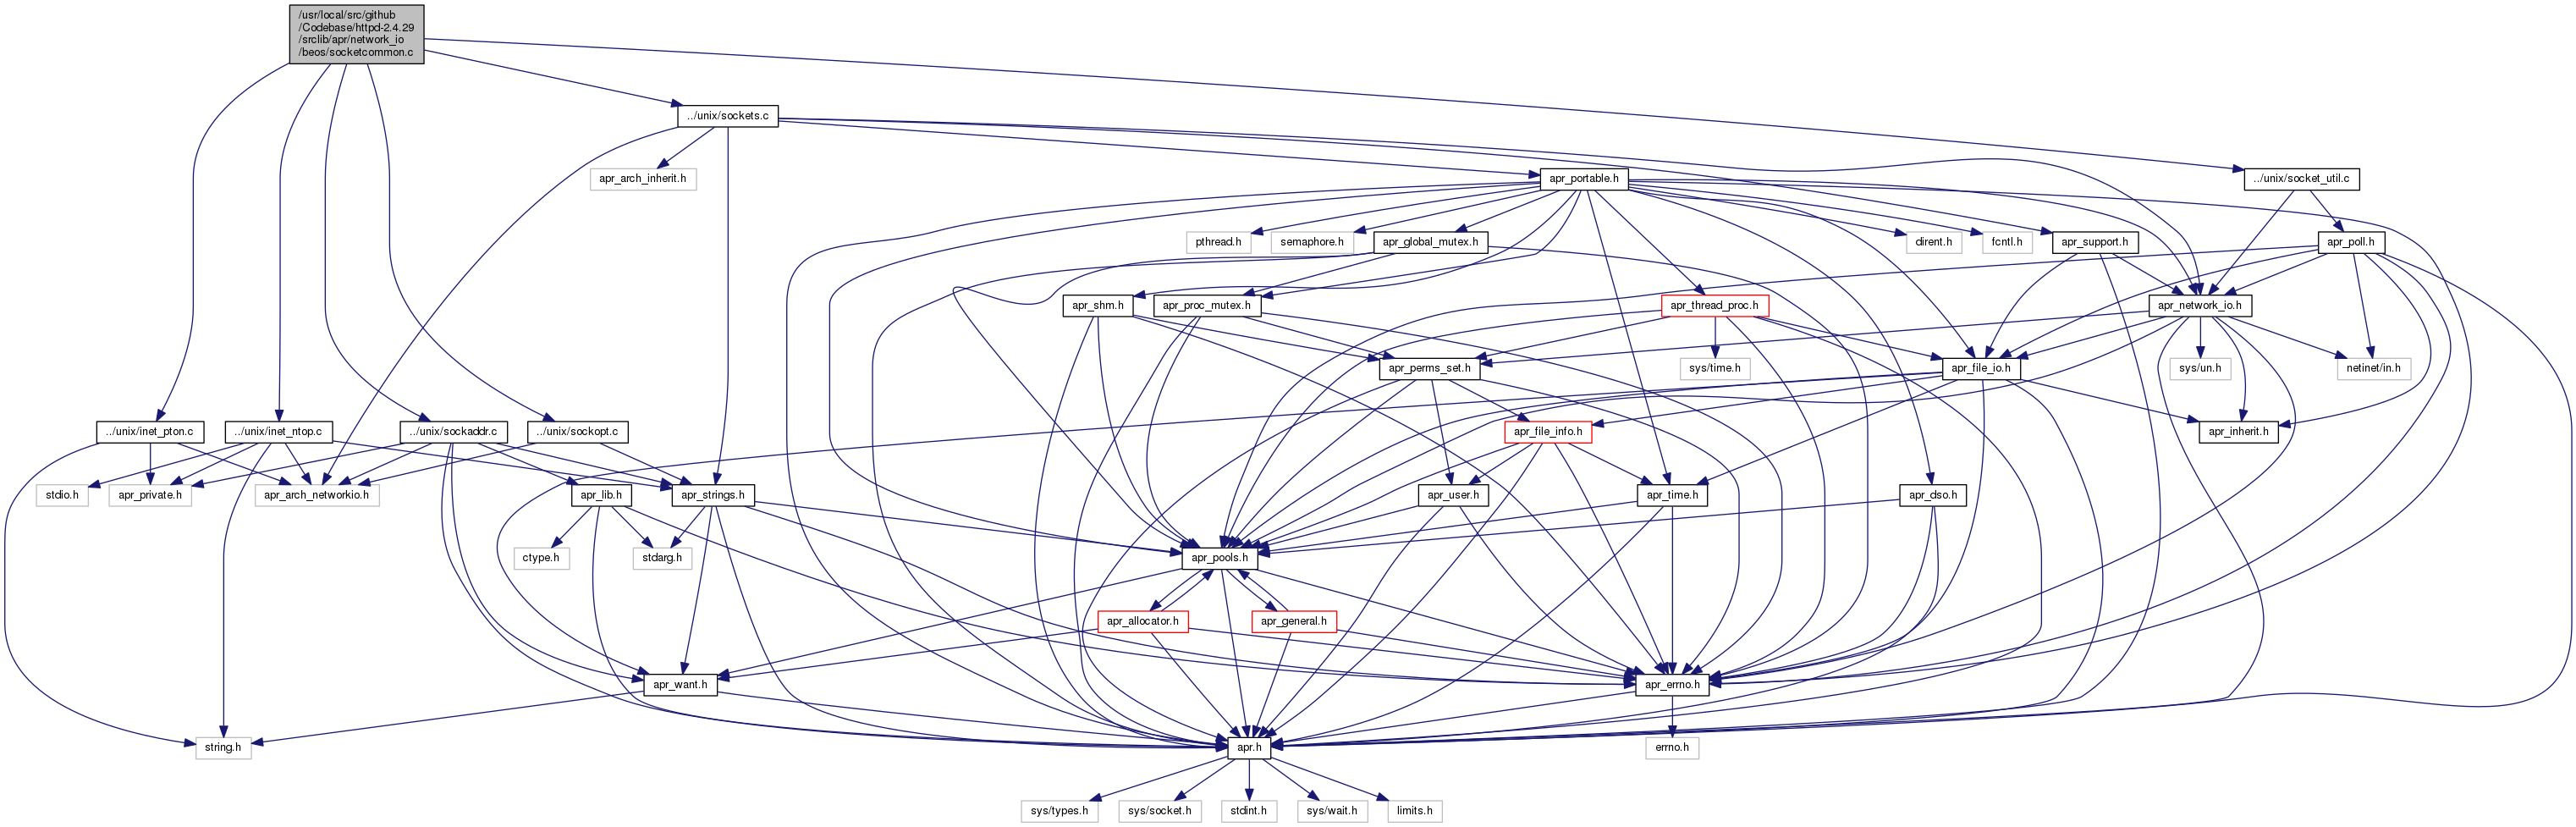 /usr/local/src/github
/Codebase/httpd-2.4.29
/srclib/apr/network_io
/beos/socketcommon.c
../unix/sockets.c
apr_arch_inherit.h
apr_portable.h
../unix/socket_util.c
pthread.h
semaphore.h
apr_global_mutex.h
dirent.h
fcntl.h
apr_support.h
apr_poll.h
apr_shm.h
apr_proc_mutex.h
apr_thread_proc.h
apr_network_io.h
apr_perms_set.h
sys/time.h
apr_file_io.h
sys/un.h
netinet/in.h
../unix/inet_pton.c
../unix/inet_ntop.c
../unix/sockaddr.c
../unix/sockopt.c
apr_file_info.h
apr_inherit.h
stdio.h
apr_private.h
apr_arch_networkio.h
apr_lib.h
apr_strings.h
apr_user.h
apr_time.h
apr_dso.h
ctype.h
stdarg.h
apr_pools.h
apr_allocator.h
apr_general.h
apr_want.h
apr_errno.h
string.h
apr.h
errno.h
sys/types.h
sys/socket.h
stdint.h
sys/wait.h
limits.h